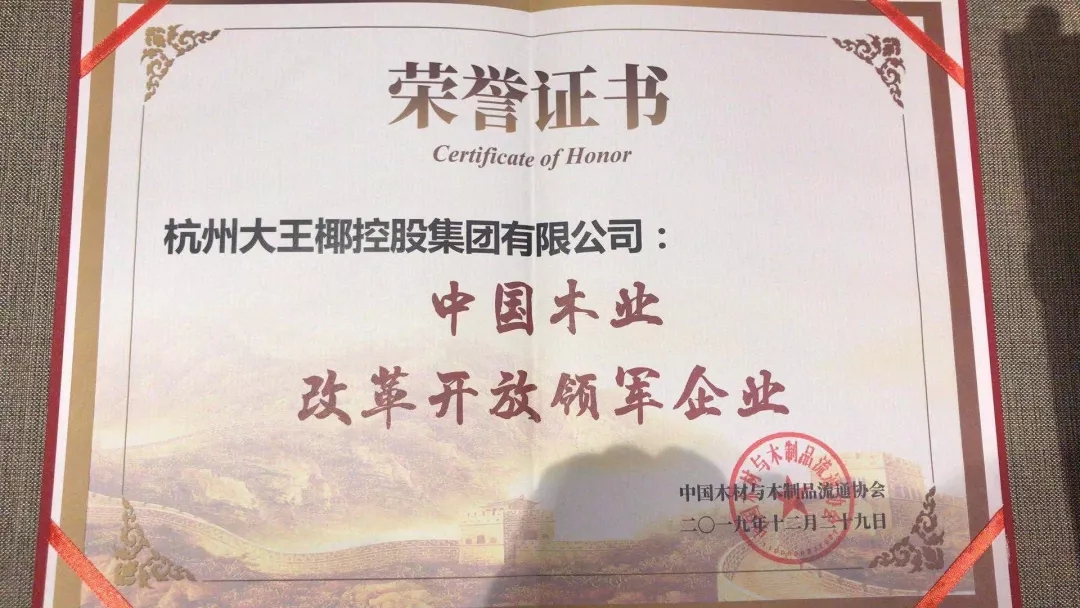 荣誉证书
Certificate of Honor
杭州大王椰控股集团有限公司：
中国木业
改革开放领军企业
中国木材与木制品流通协会
二〇一九年十二月二十九日